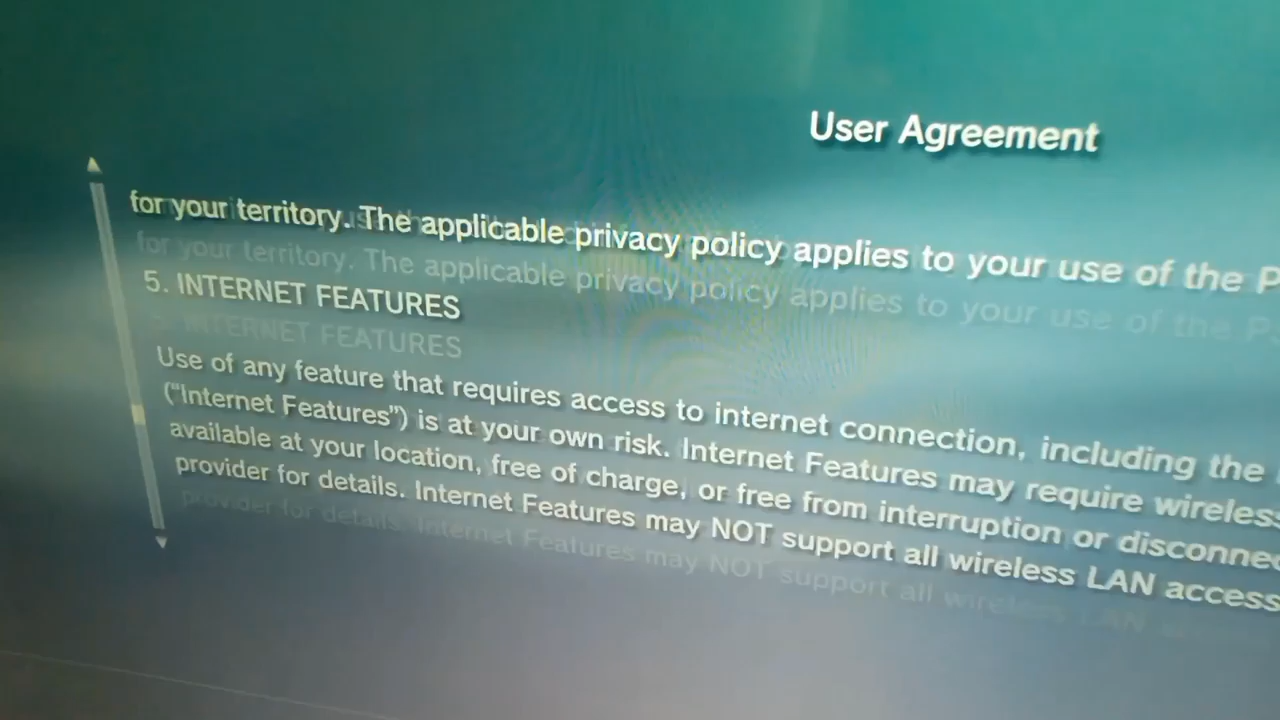 User Agreement
for your territory. The applicable privacy policy applies to your use of the
5. INTERNET FEATURES
Use of any feature that requires access to internet connection, including the
("Internet Features") is at your own risk. Internet Features may require wireless
available at your location, free of charge, or free from interruption or disconnec
provider for details. Internet Features may NOT support all wireless LAN access